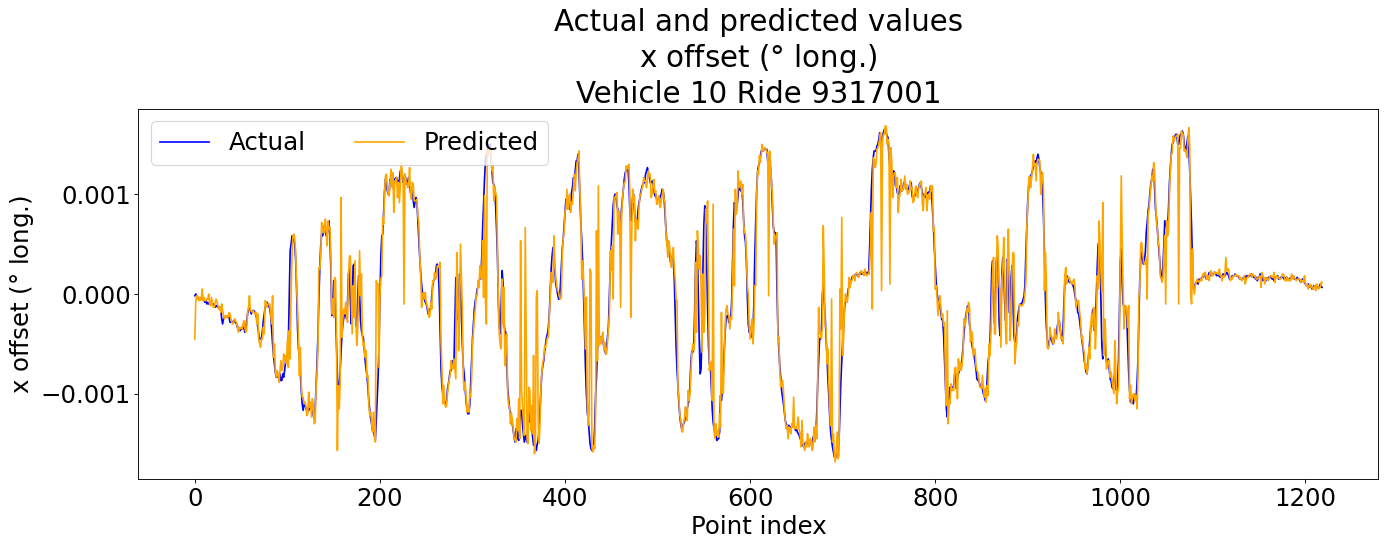 Actual and predicted values
x offset (° long.)
Vehicle 10 Ride 9317001
Actual
Predicted
x offset (° long.)
0.001
0.000
−0.001
0
200
400
600
800
1000
1200
Point index